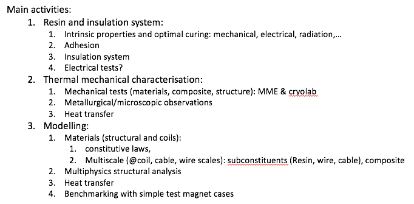 Main activities:
1. Resin and insulation system:
1. Intrinsic properties and optimal curing: mechanical, electrical, radiation,...
2. Adhesion
3. Insulation system
4. Electrical tests?
2. Thermal mechanical characterisation:
1. Mechanical tests (materials, composite, structure): MME & cryolab
2. Metallurgical/microscopic observations
3. Heat transfer
3. Modelling:
1. Materials (structural and coils):
1. constitutive laws,
2. Multiscale (@coil, cable, wire scales): subconstituents (Resin, wire, cable), composite
2. Multiphysics structural analysis
3. Heat transfer
4. Benchmarking with simple test magnet cases